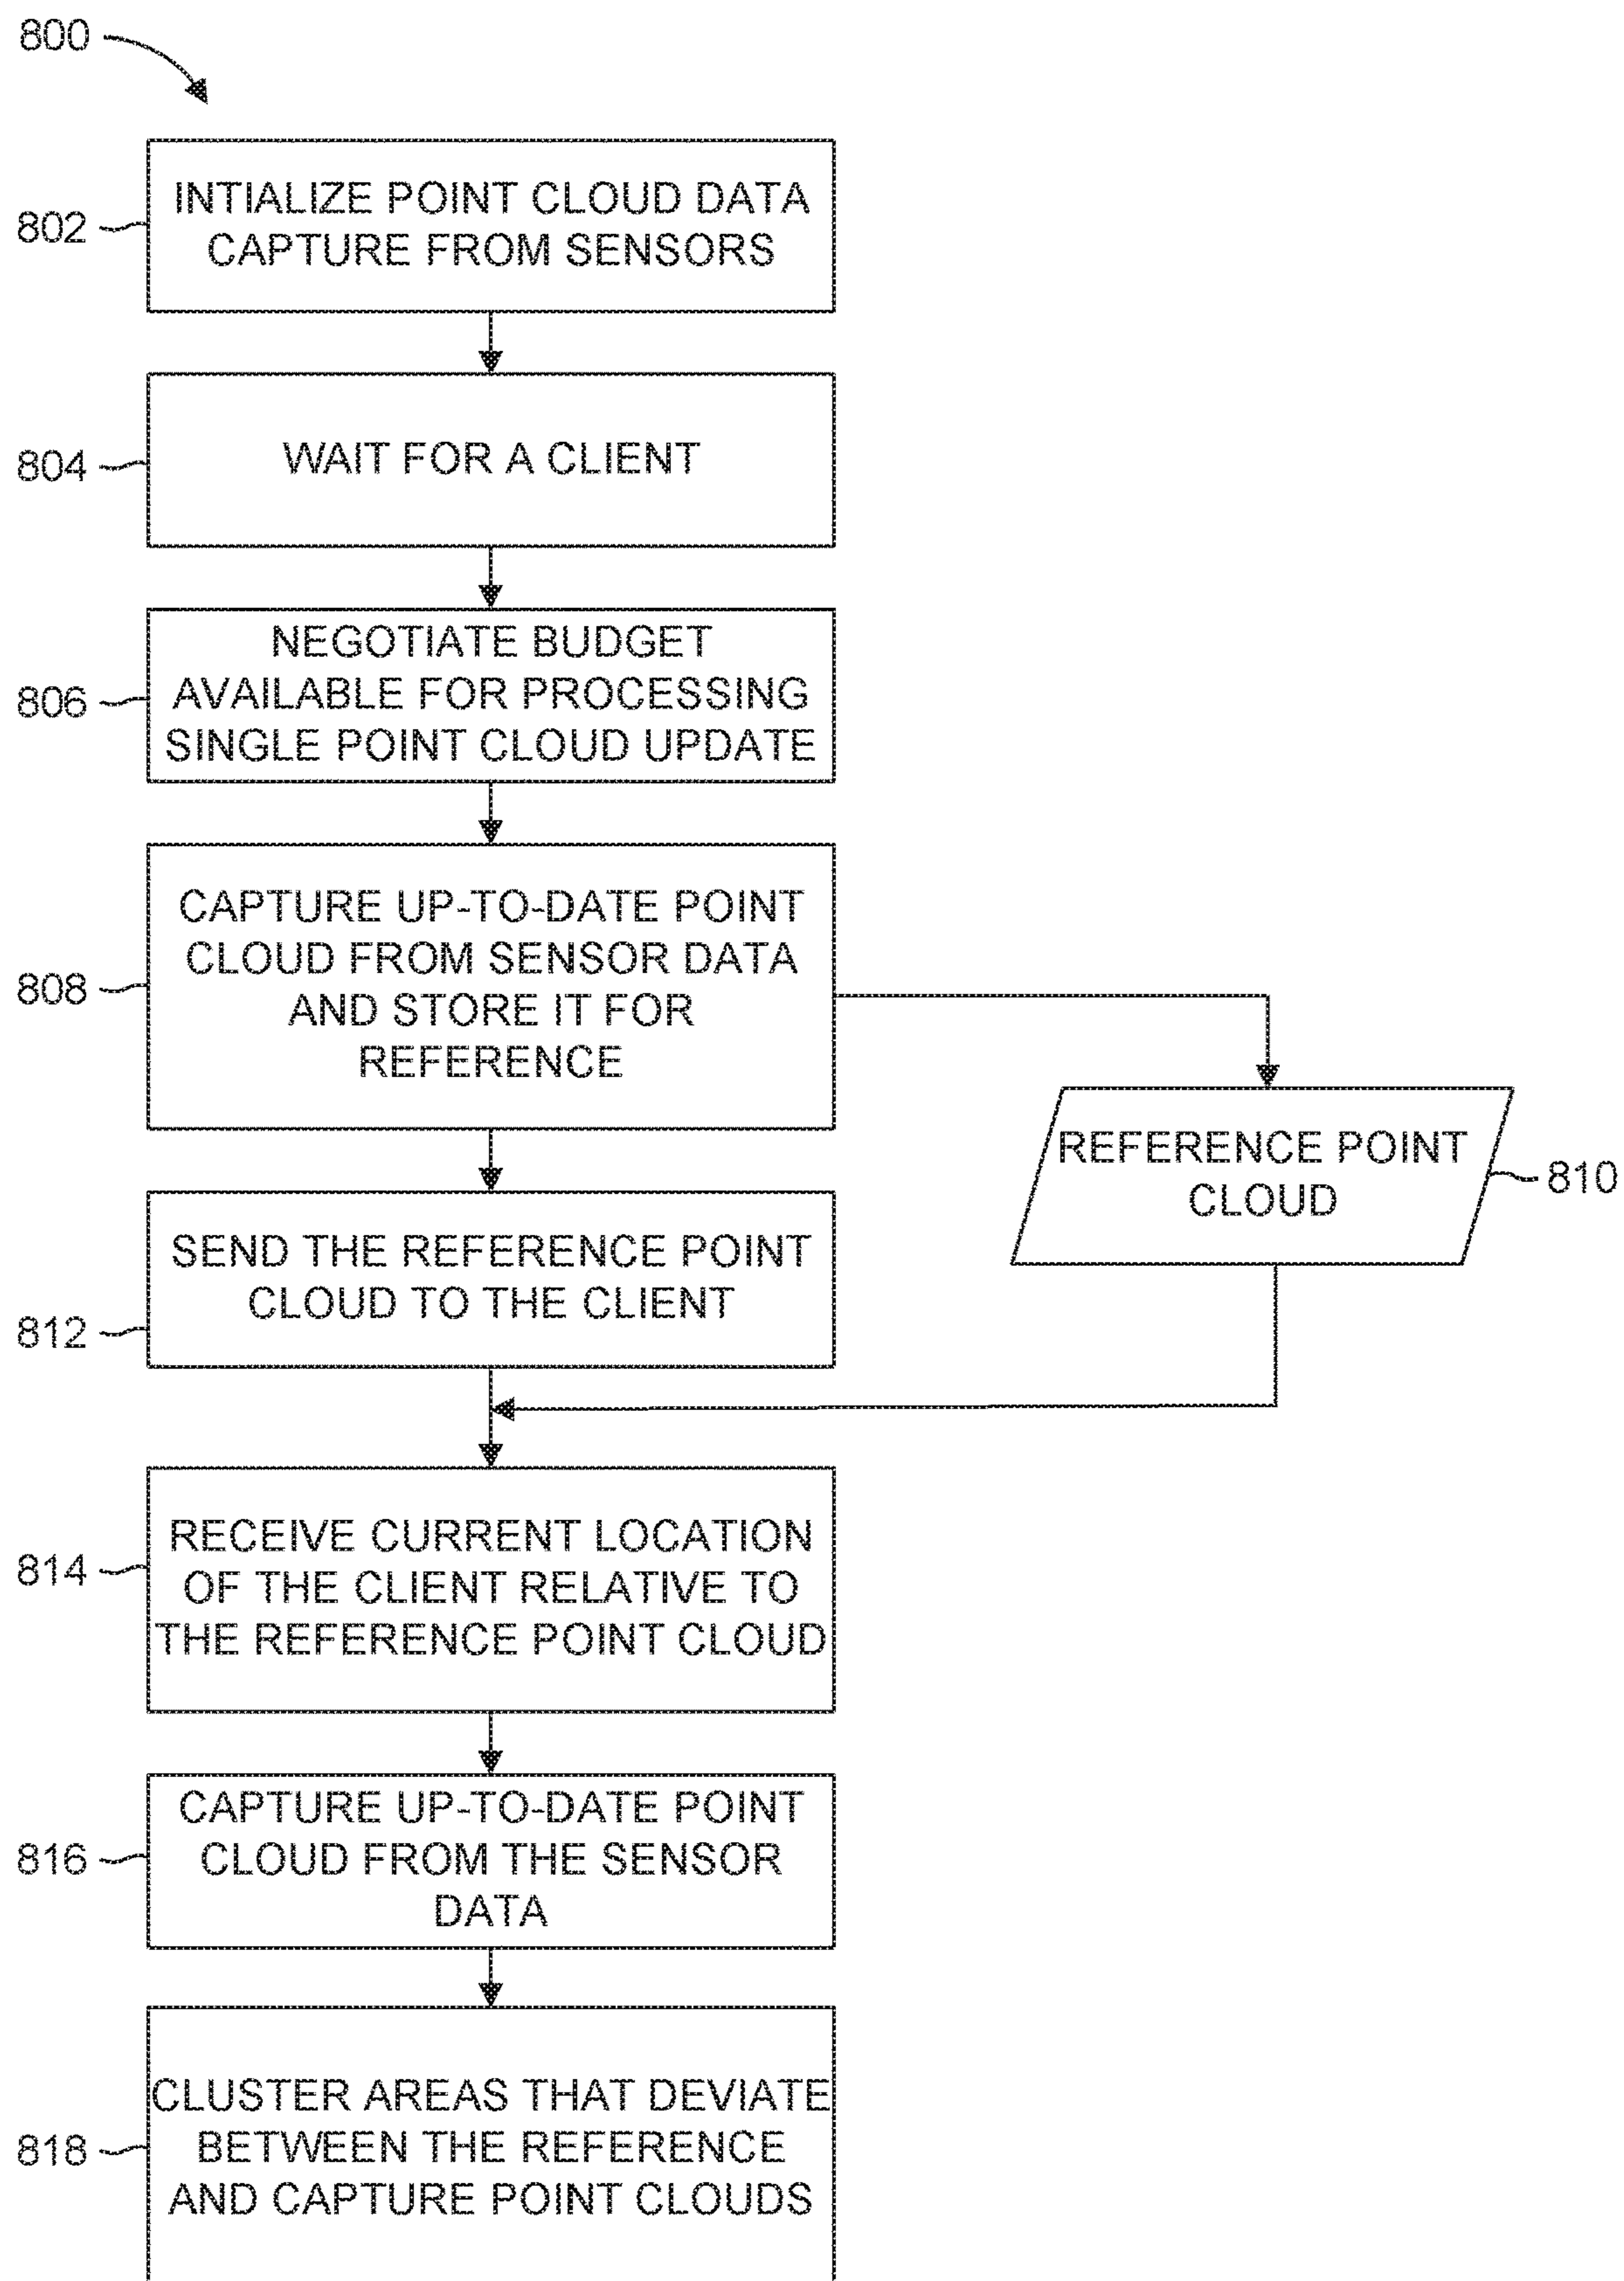 800
802
INTIALIZE POINT CLOUD DATA
CAPTURE FROM SENSORS
804
WAIT FOR A CLIENT
806
NEGOTIATE BUDGET
AVAILABLE FOR PROCESSING
SINGLE POINT CLOUD UPDATE
808
CAPTURE UP-TO-DATE POINT
CLOUD FROM SENSOR DATA
AND STORE IT FOR
REFERENCE
REFERENCE POINT
CLOUD
810
812
SEND THE REFERENCE POINT
CLOUD TO THE CLIENT
814
RECEIVE CURRENT LOCATION
OF THE CLIENT RELATIVE TO
THE REFERENCE POINT CLOUD
816
CAPTURE UP-TO-DATE POINT
CLOUD FROM THE SENSOR
DATA
818
CLUSTER AREAS THAT DEVIATE
BETWEEN THE REFERENCE
AND CAPTURE POINT CLOUDS